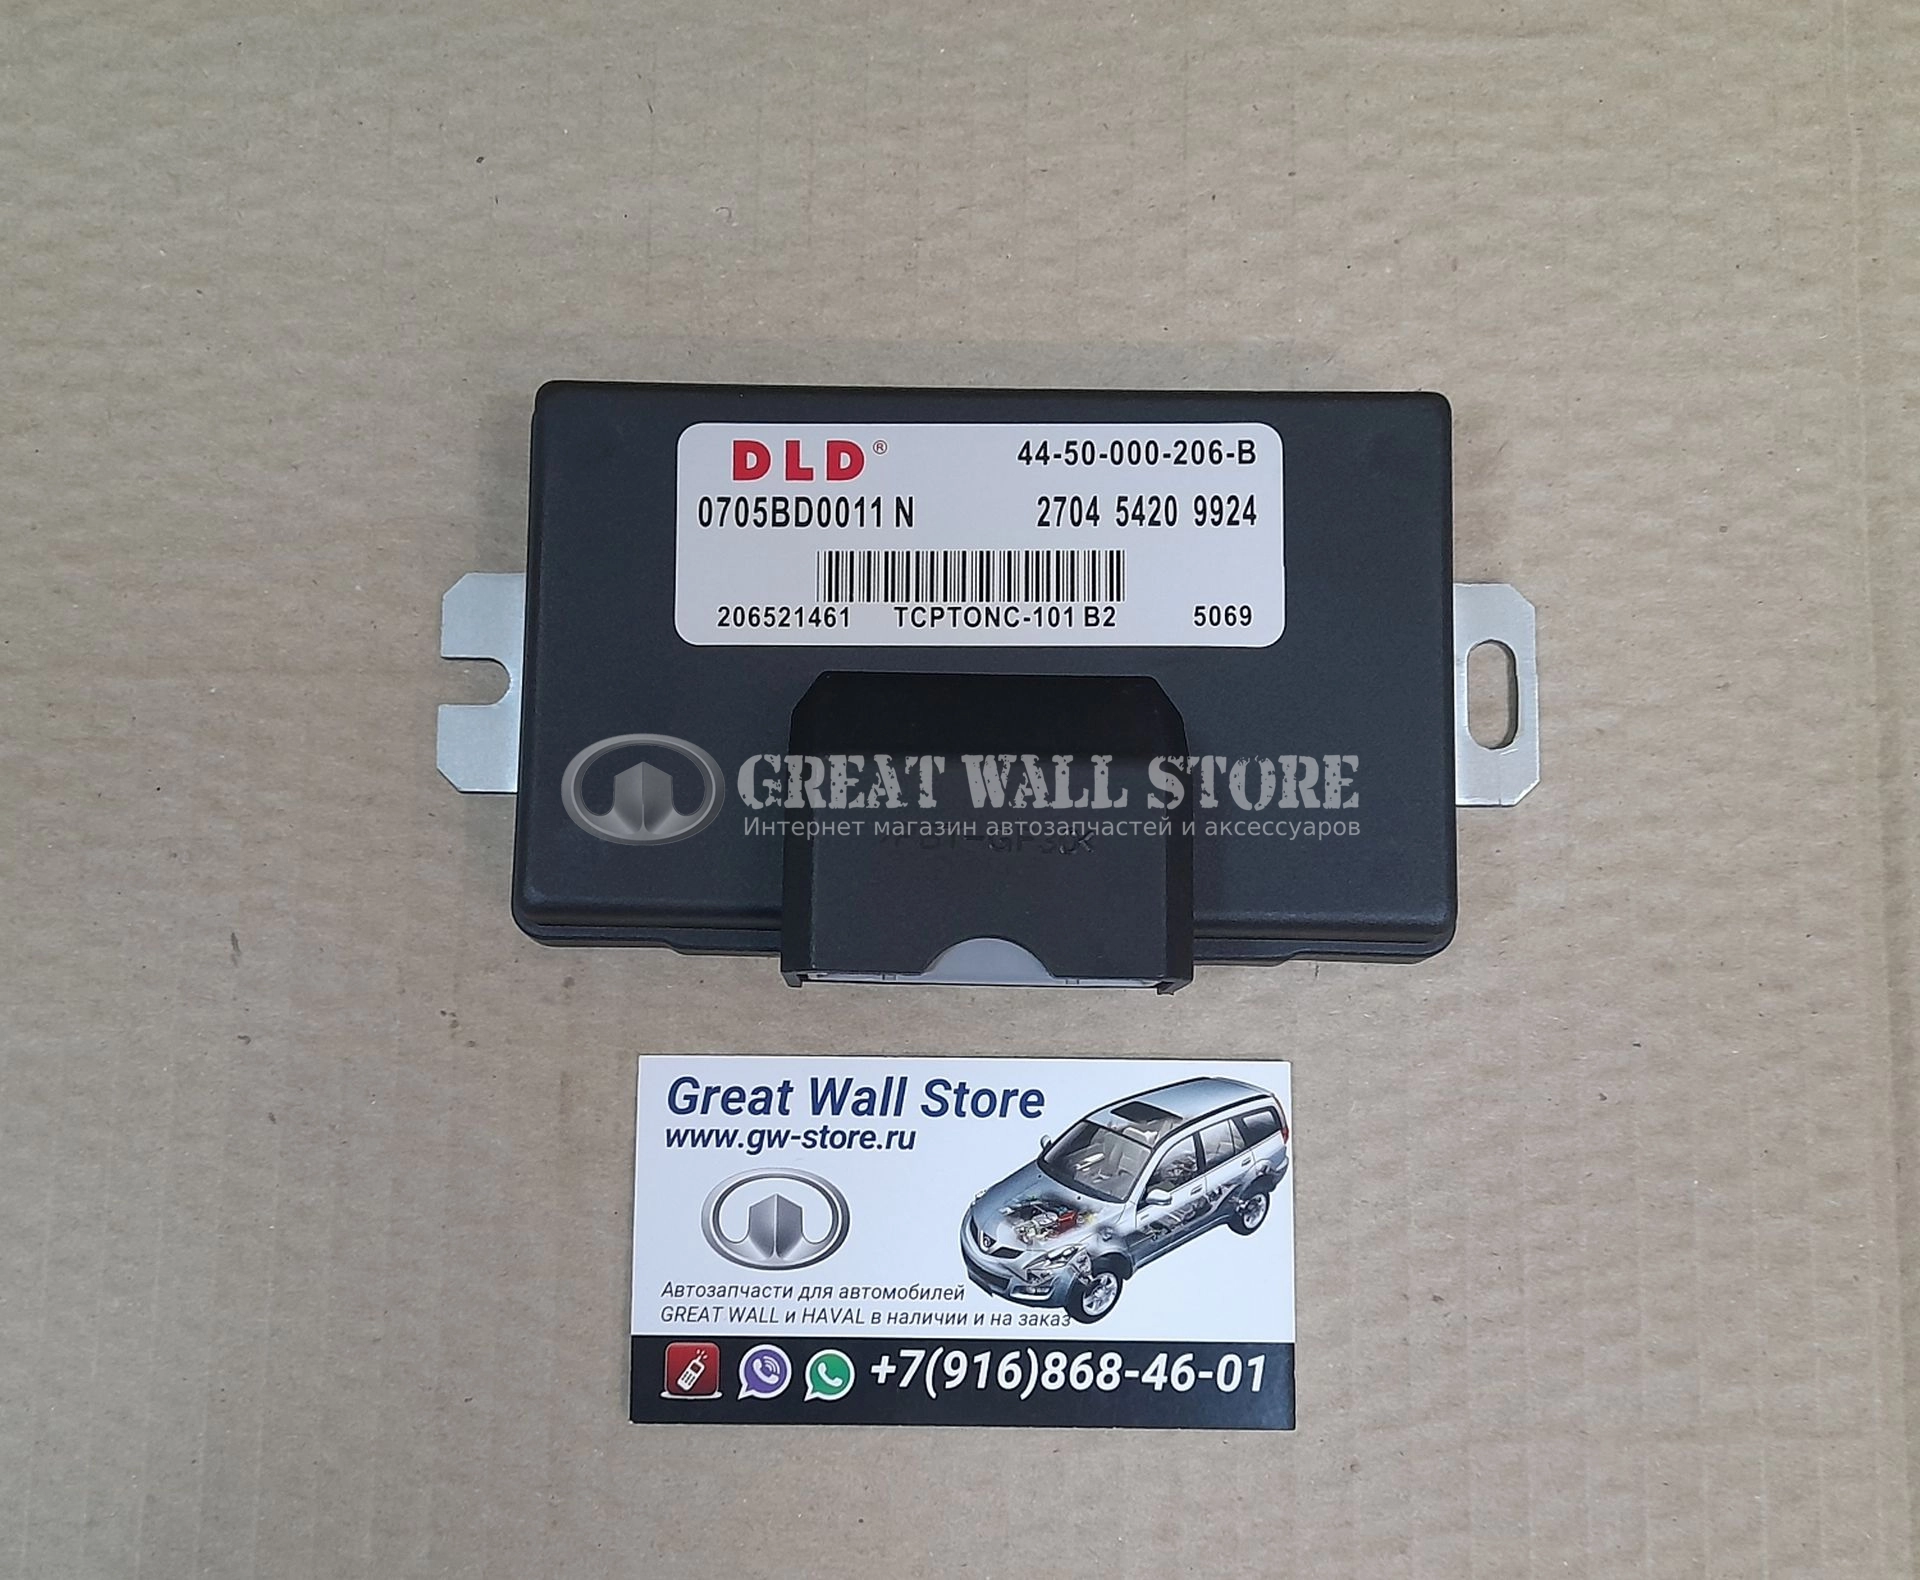 DLD® 44-50-000-206-B
0705BD0011 N 2704 5420 9924
206521461 TCPTONC-101 B2 5069
GREAT WALL STORE
Интернет магазин автозапчастей и аксессуаров
Great Wall Store
www.gw-store.ru
Автозапчасти для автомобилей
GREAT WALL и HAVAL в наличии и на заказ
+7(916)868-46-01